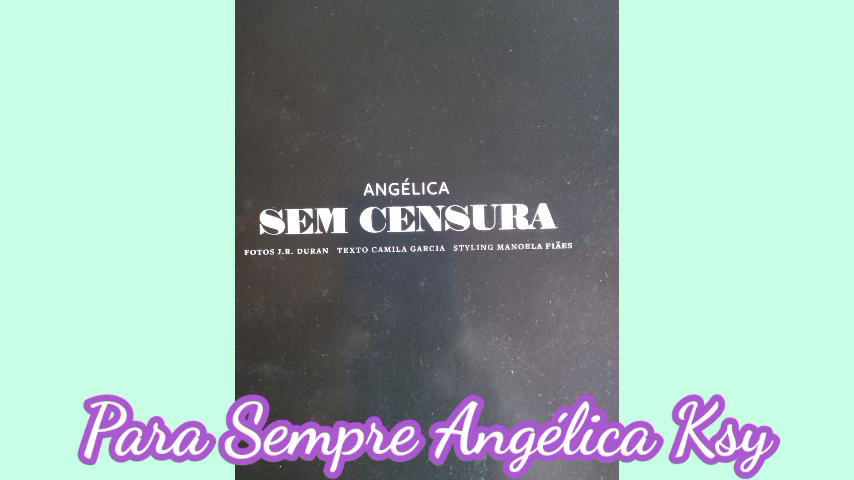 ANGÉLICA
SEM CENSURA
FOTOS J.R. DURAN TEXTO CAMILA GARCIA STYLING MANOELA FIÃES
Para Sempre Angélica Ksy